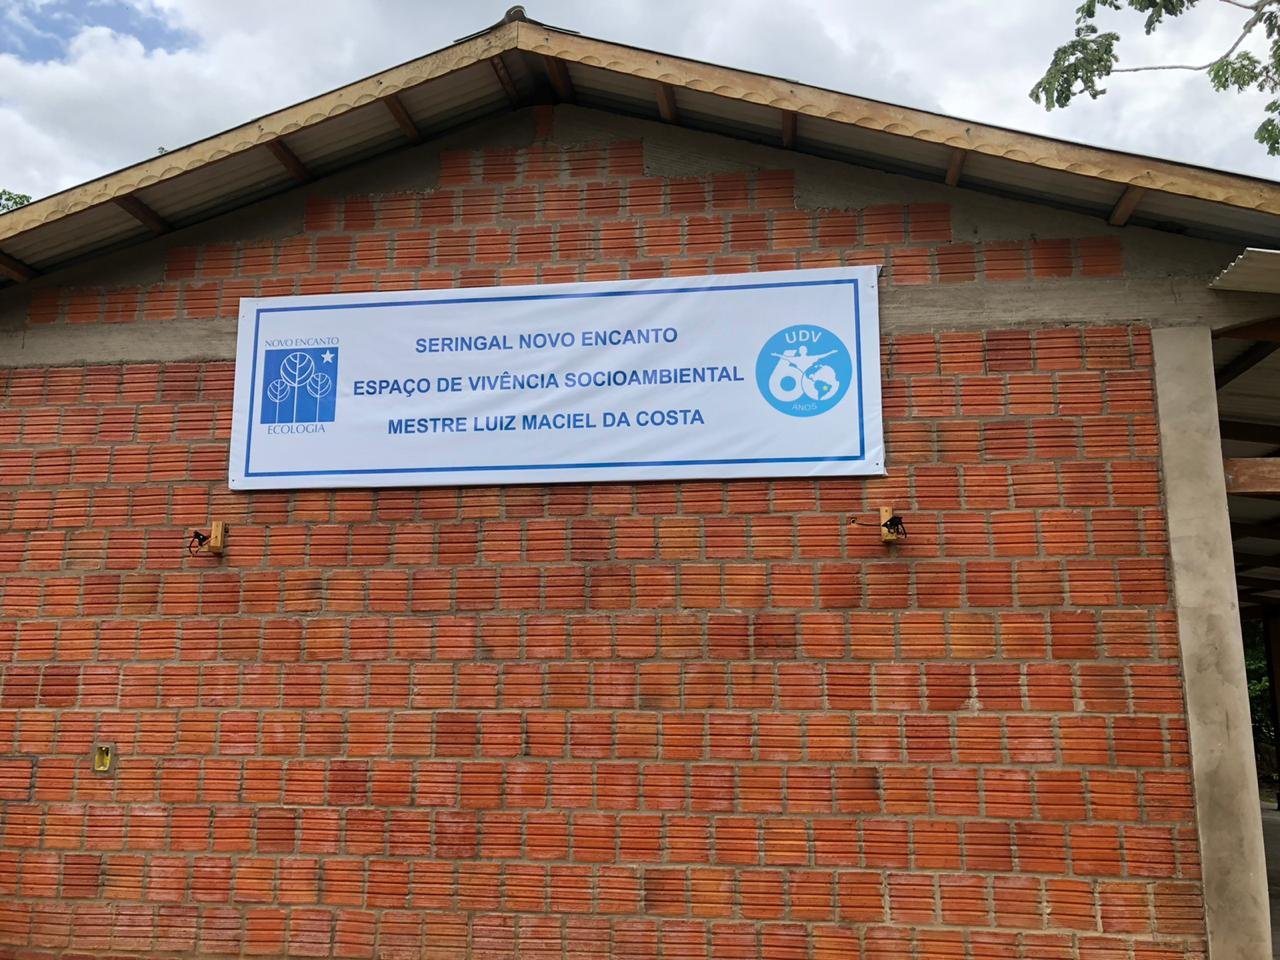 NOVO ENCANTO
ECOLOGIA
SERINGAL NOVO ENCANTO
ESPAÇO DE VIVÊNCIA SOCIOAMBIENTAL
MESTRE LUIZ MACIEL DA COSTA
UDV
60
ANOS